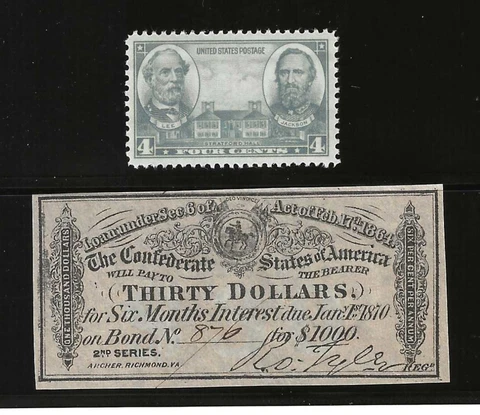 UNITED STATES POSTAGE
LEE
JACKSON
STRATFORD HALL
4 FOUR CENTS 4
Loan under Sec. 6 of Act of Feb. 17th 1864.
The Confederate States of America
WILL PAY TO THE BEARER
THIRTY DOLLARS.
for Six Months Interest due Jany. 1st 1870
on Bond No. 876 for $1000.
2ND SERIES.
Ro. Tyler REGR.
ARCHER, RICHMOND, VA.
ONE THOUSAND DOLLARS
SIX PER CENT PER ANNUM